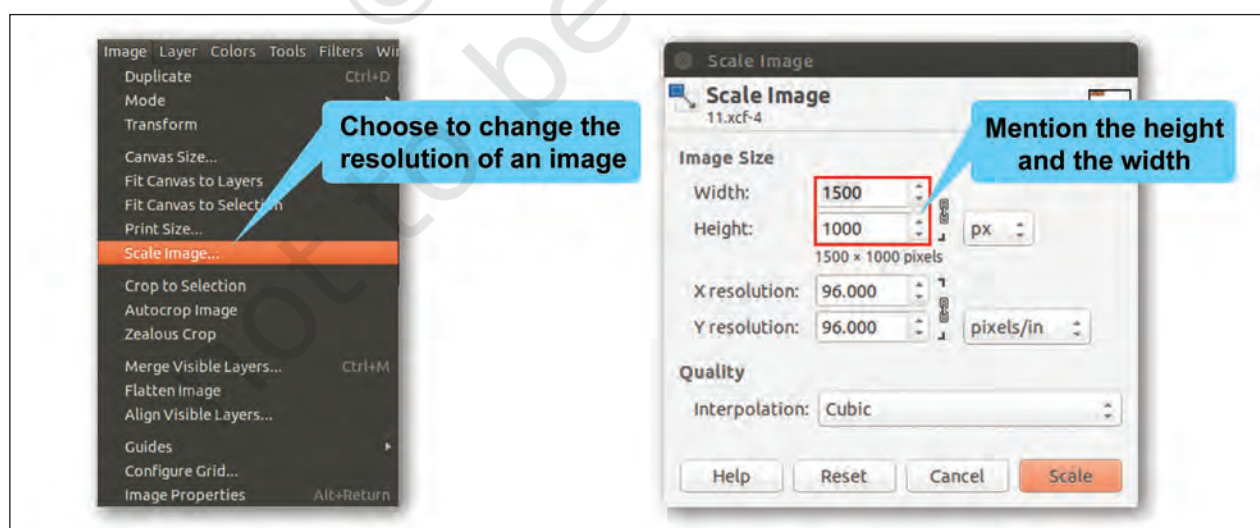 Image Layer Colors Tools Filters Wi
Duplicate Ctrl+D
Mode
Transform
Canvas Size...
Fit Canvas to Layers
Fit Canvas to Selection
Print Size...
Scale Image...
Crop to Selection
Autocrop Image
Zealous Crop
Merge Visible Layers... Ctrl+M
Flatten Image
Align Visible Layers...
Guides
Configure Grid...
Image Properties Alt+Return
Choose to change the
resolution of an image
Scale Image
Scale Image
11.xcf-4
Mention the height
and the width
Image Size
Width: 1500
Height: 1000 px
1500 × 1000 pixels
X resolution: 96.000
Y resolution: 96.000 pixels/in
Quality
Interpolation: Cubic
Help Reset Cancel Scale
not to be